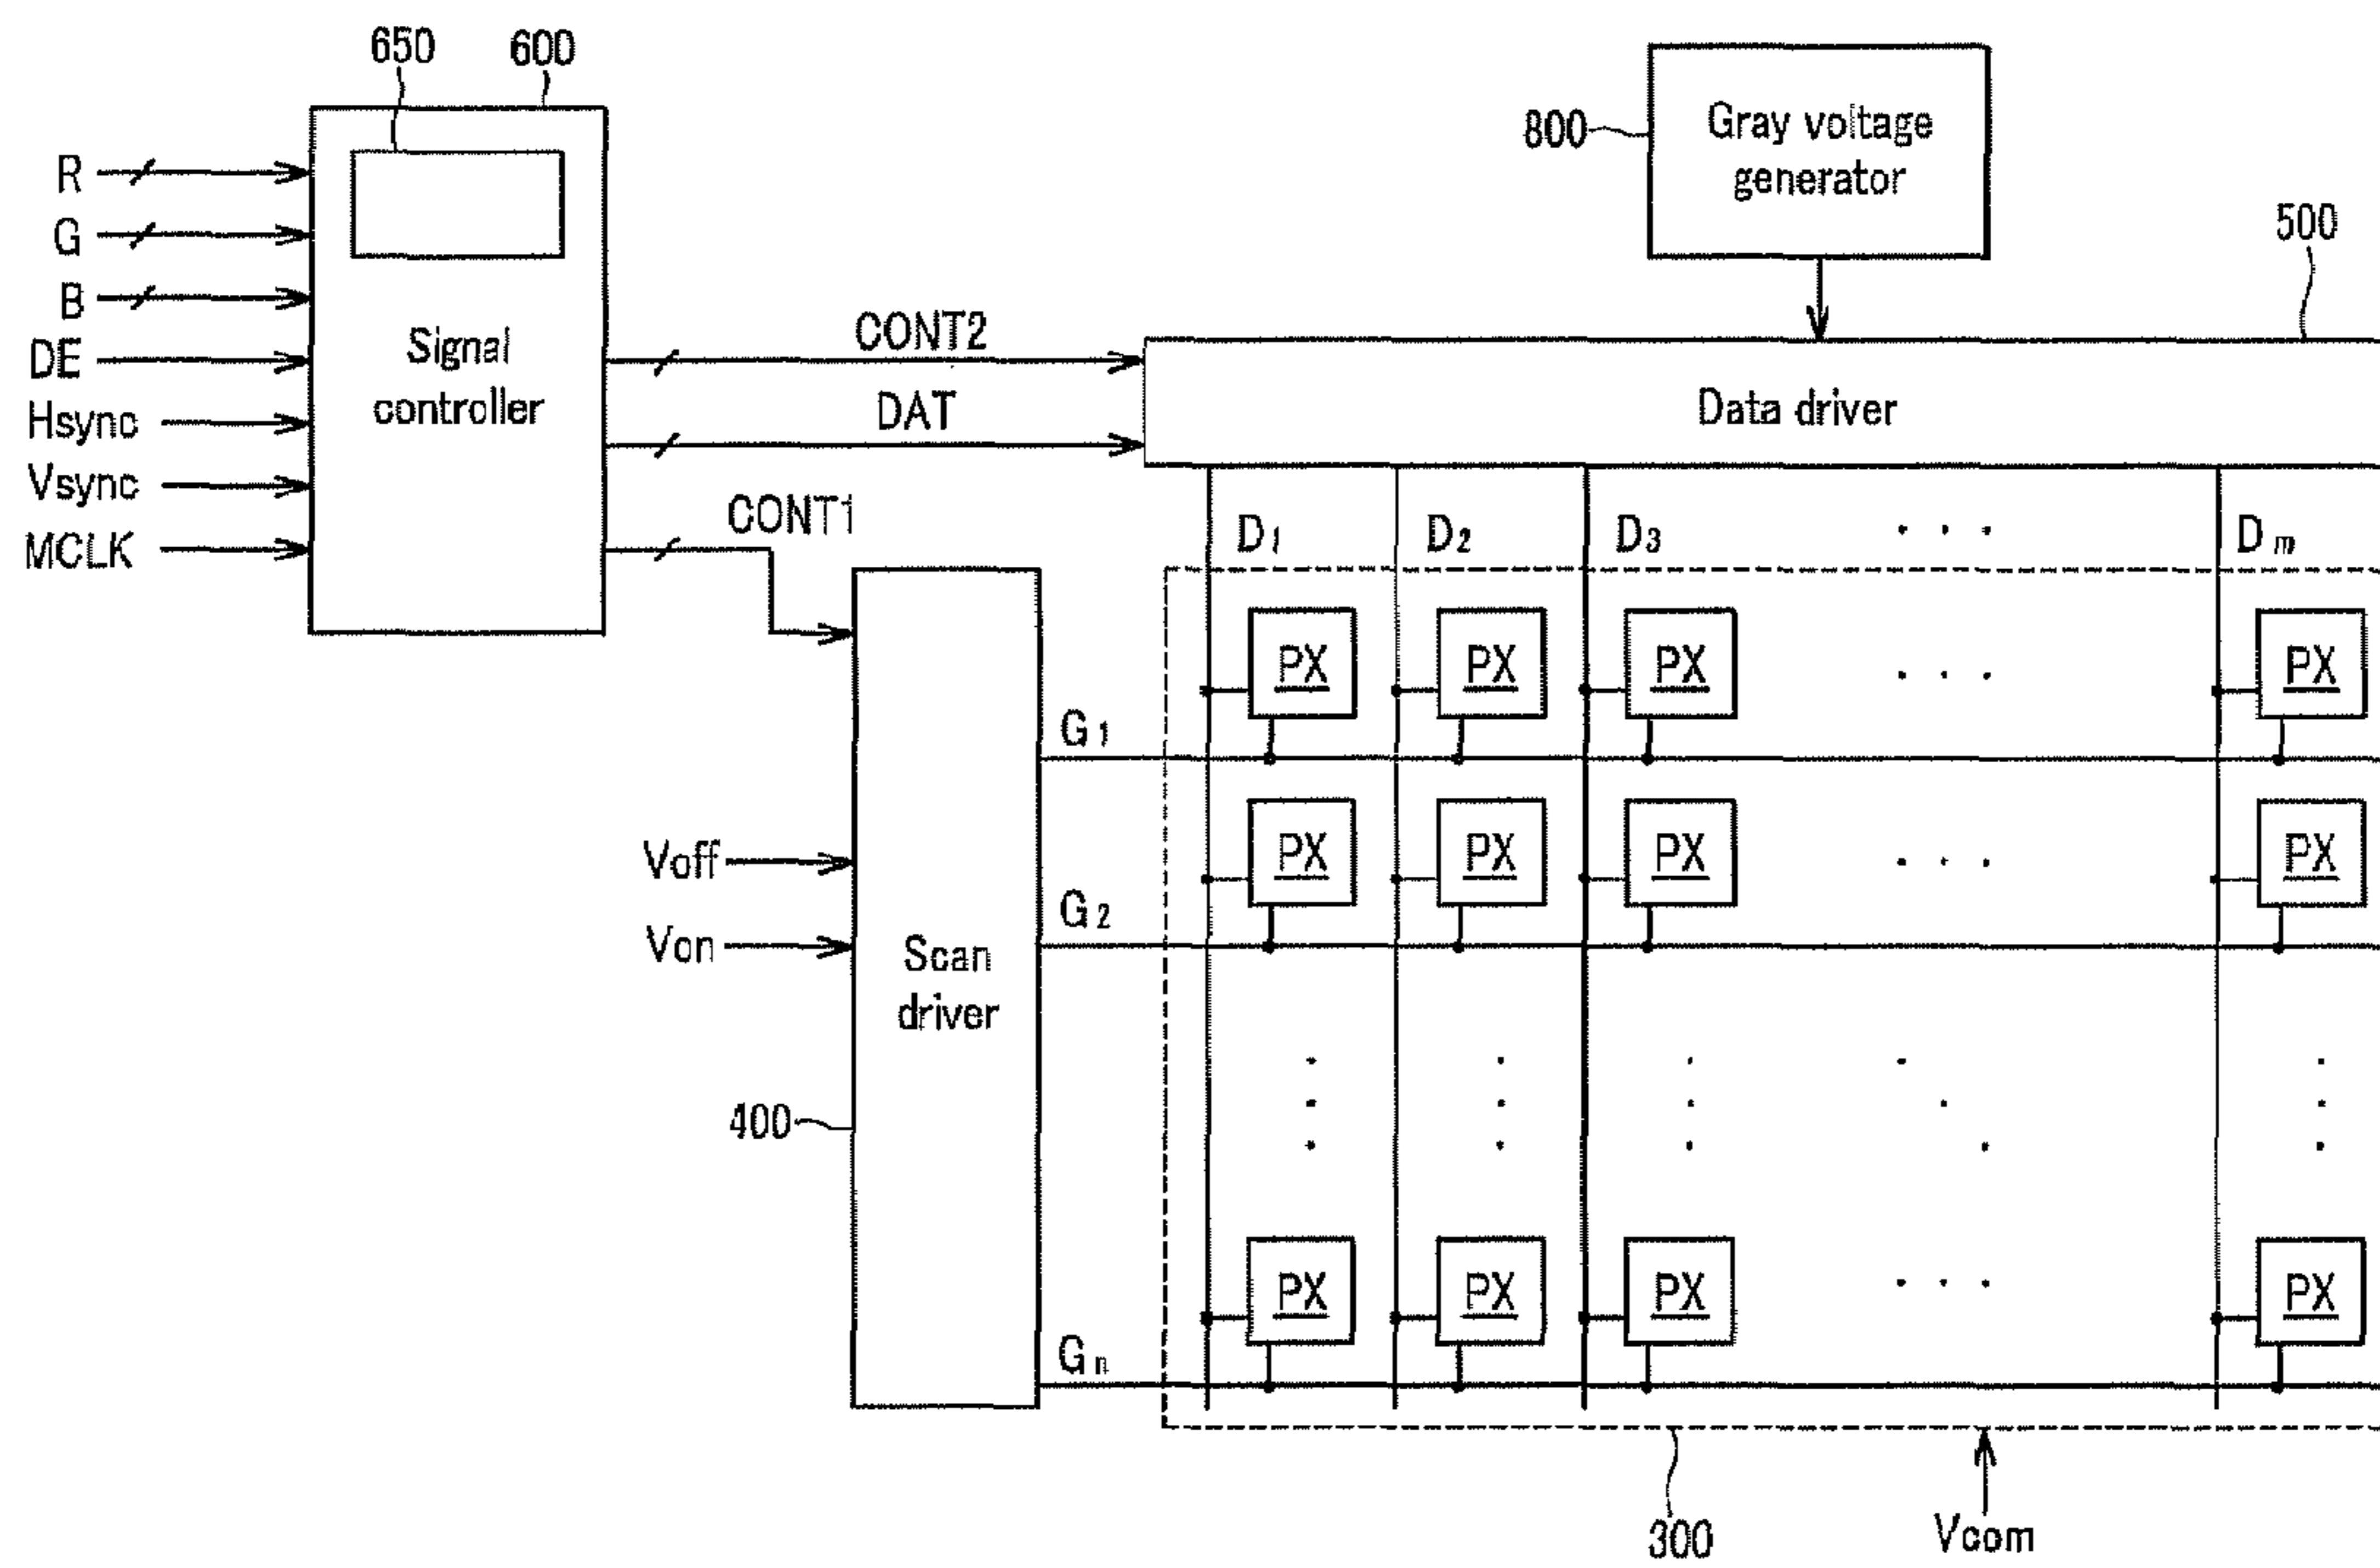 650
600
R
G
B
DE
Hsync
Vsync
MCLK
Signal
controller
CONT2
DAT
CONT1
800
Gray voltage
generator
500
Data driver
D1 D2 D3 . . . Dm
PX PX PX . . . PX
G1
PX PX PX . . . PX
G2
Voff
Von
Scan
driver
400
PX PX PX . . . PX
Gn
300
Vcom